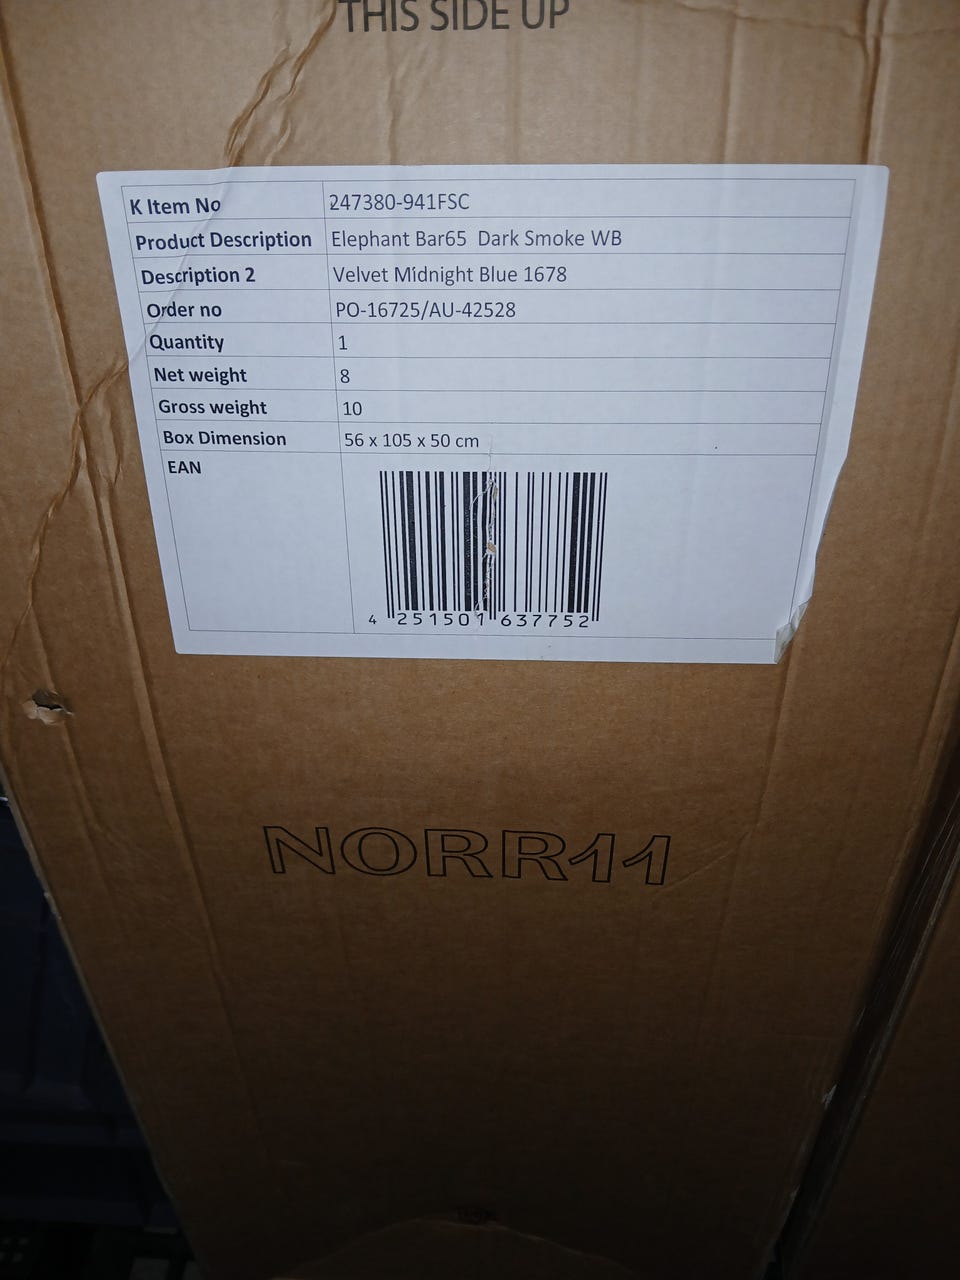 THIS SIDE UP
K Item No 247380-941FSC
Product Description Elephant Bar65 Dark Smoke WB
Description 2 Velvet Midnight Blue 1678
Order no PO-16725/AU-42528
Quantity 1
Net weight 8
Gross weight 10
Box Dimension 56 x 105 x 50 cm
EAN
4 251501 637752
NORR11